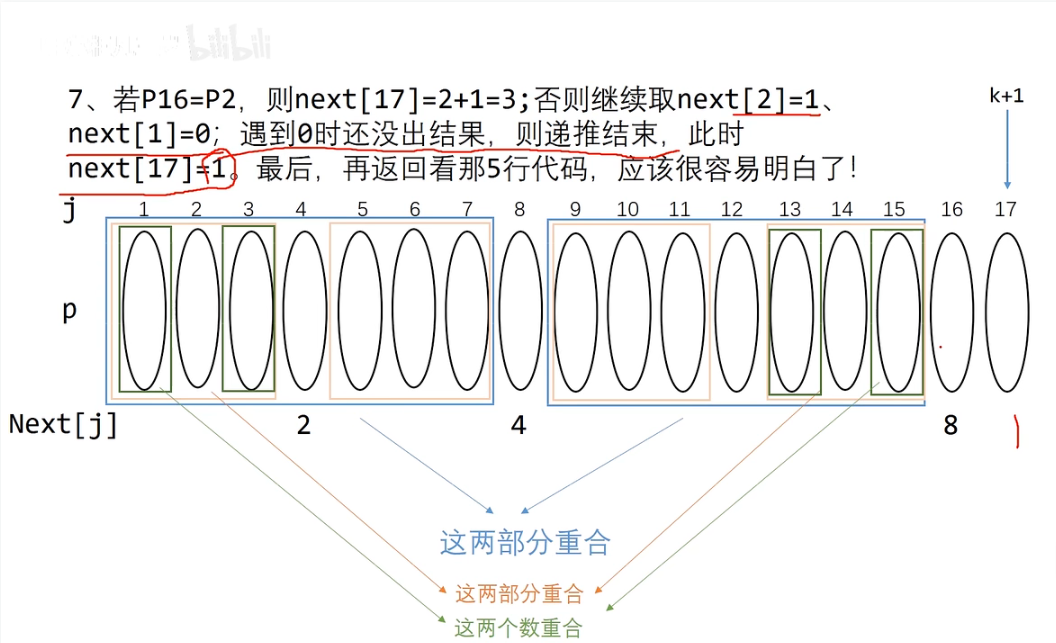 bilibili
7、若P16=P2, 则next[17]=2+1=3;否则继续取next[2]=1、
next[1]=0; 遇到0时还没出结果, 则递推结束, 此时
next[17]=1。最后, 再返回看那5行代码, 应该很容易明白了!
k+1
j 1 2 3 4 5 6 7 8 9 10 11 12 13 14 15 16 17
p
Next[j] 2 4 8 1
这两部分重合
这两部分重合
这两个数重合